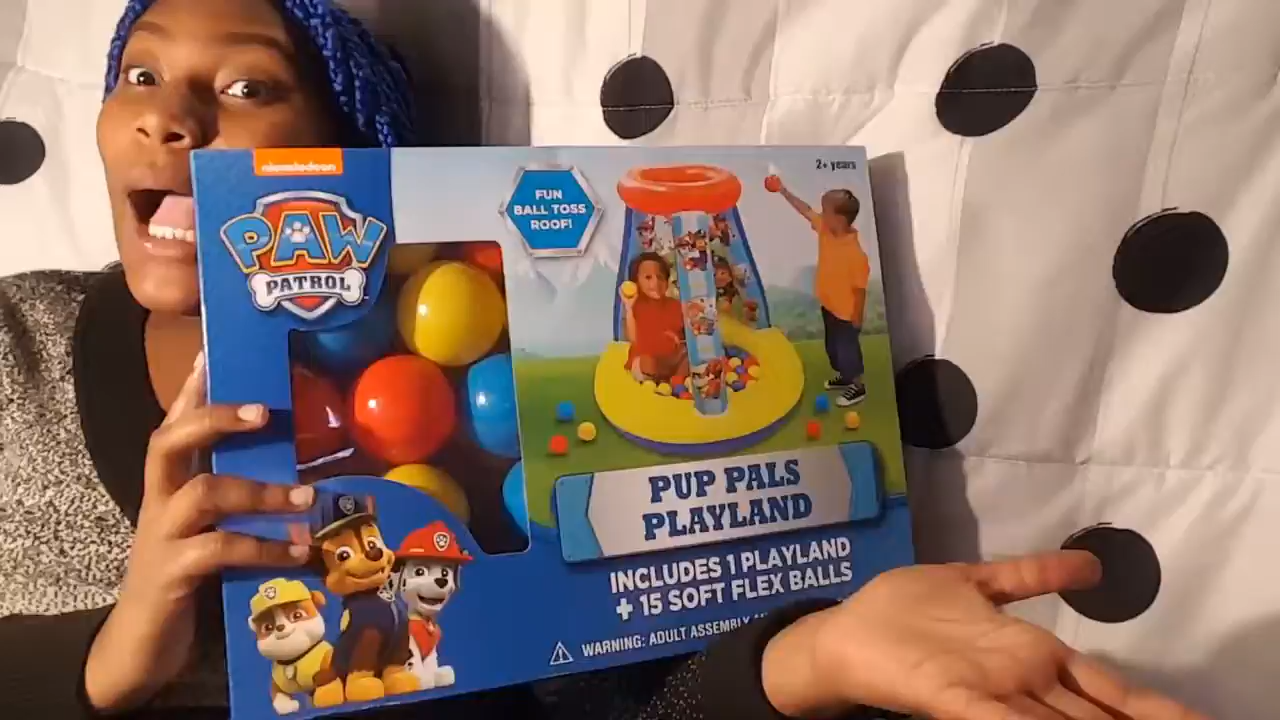 nickelodeon
PAW
PATROL
FUN
BALL TOSS
ROOF!
2+ years
PUP PALS
PLAYLAND
INCLUDES 1 PLAYLAND
+ 15 SOFT FLEX BALLS
WARNING: ADULT ASSEMBLY